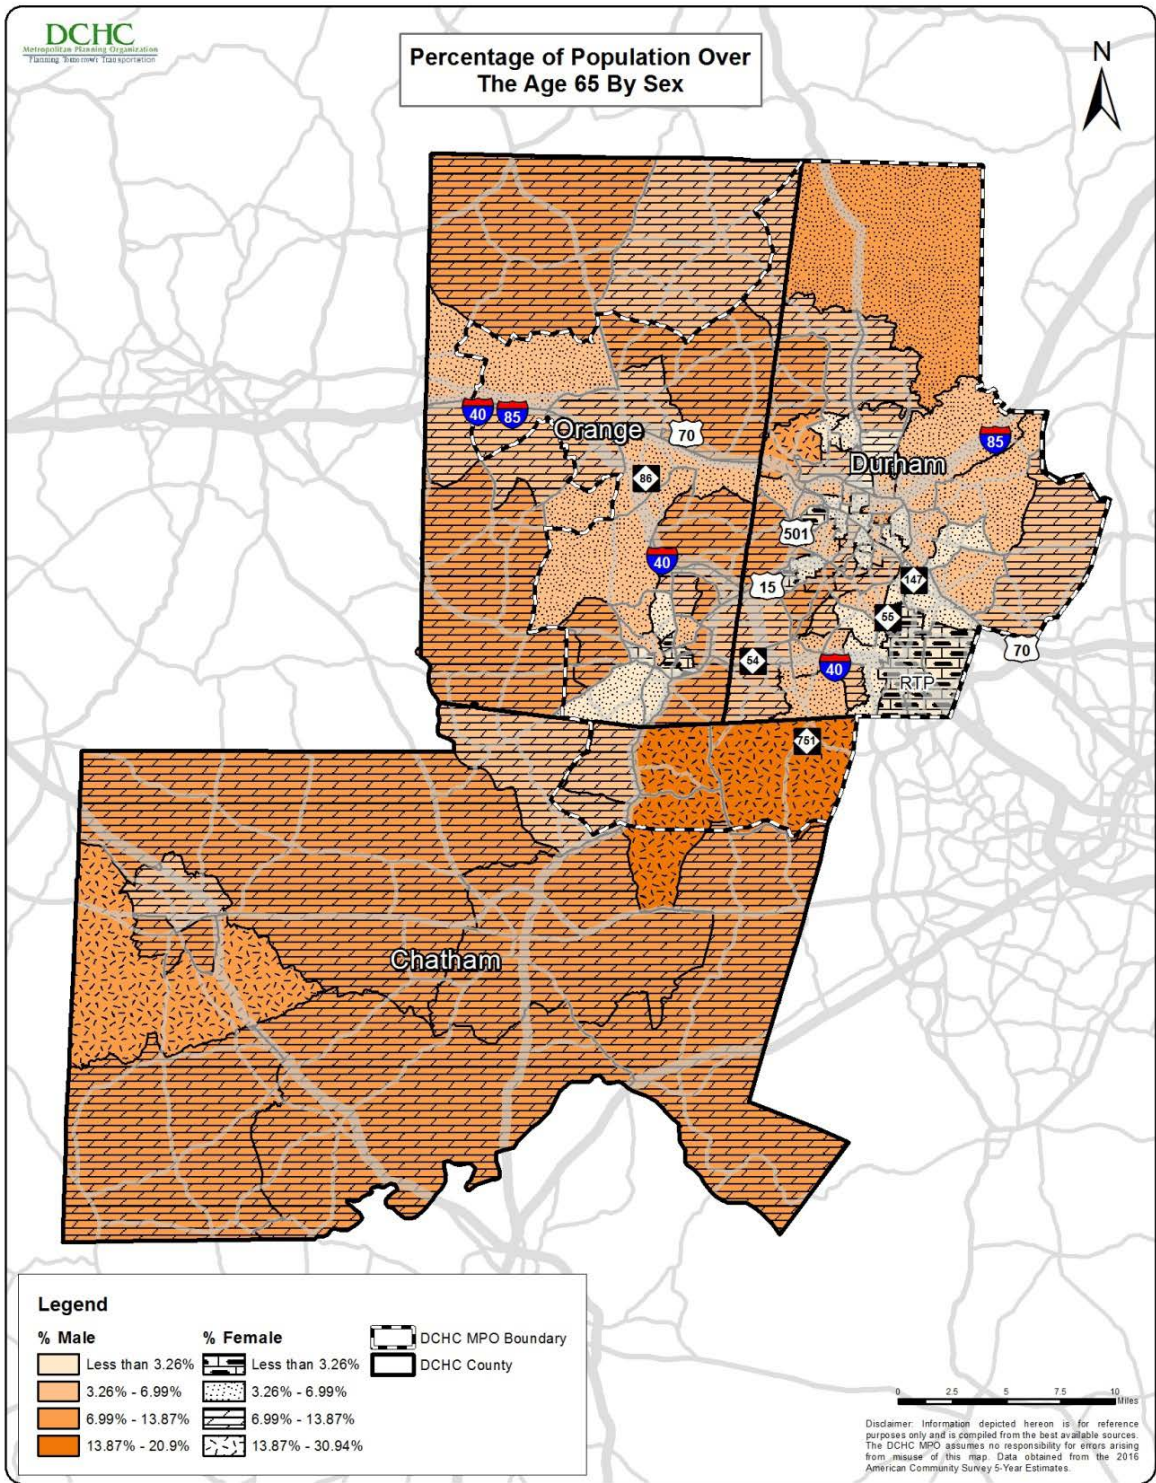 DCHC
Metropolitan Planning Organization
Planning Tomorrow's Transportation
Percentage of Population Over
The Age 65 By Sex
N
40
85
Orange
70
86
Durham
85
501
40
15
147
55
70
54
40
RTP
751
Chatham
Legend
% Male
Less than 3.26%
3.26% - 6.99%
6.99% - 13.87%
13.87% - 20.9%
% Female
Less than 3.26%
3.26% - 6.99%
6.99% - 13.87%
13.87% - 30.94%
DCHC MPO Boundary
DCHC County
0 2.5 5 7.5 10
Miles
Disclaimer: Information depicted hereon is for reference
purposes only and is compiled from the best available sources.
The DCHC MPO assumes no responsibility for errors arising
from misuse of this map. Data obtained from the 2016
American Community Survey 5-Year Estimates.